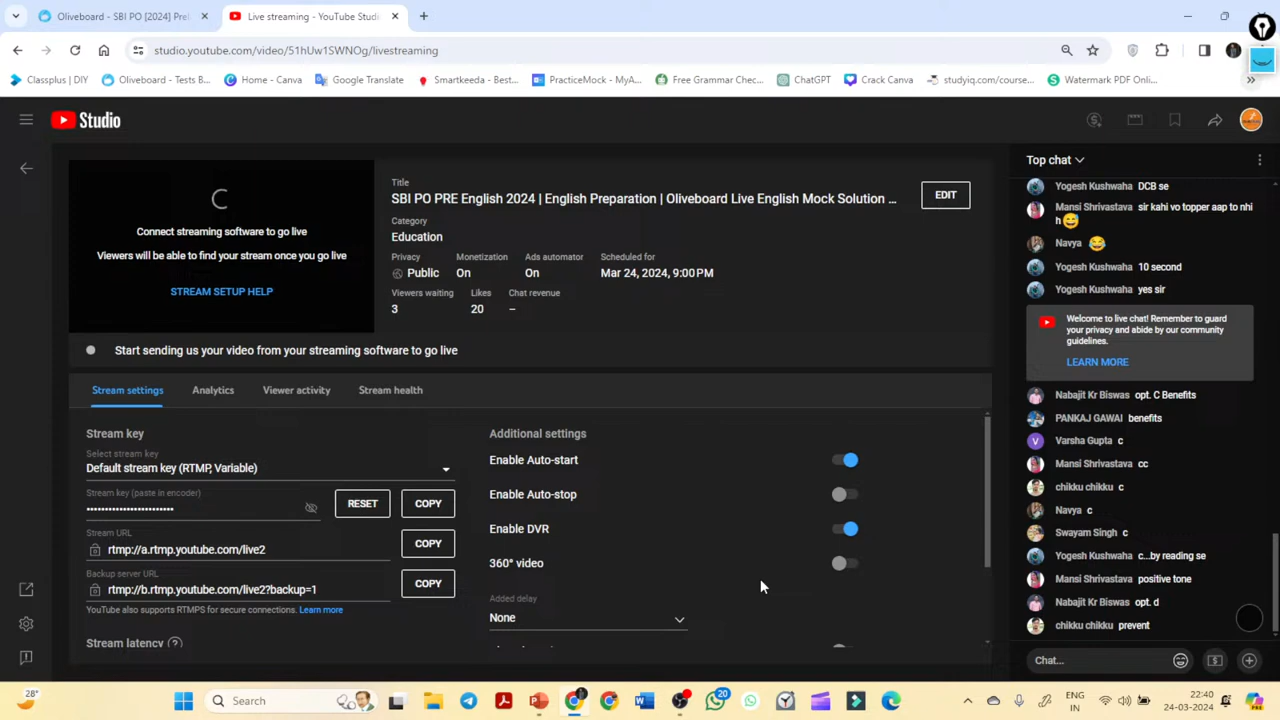 Oliveboard - SBI PO [2024] Prel
Live streaming - YouTube Studi
studio.youtube.com/video/51hUw1SWNOg/livestreaming
Classplus | DIY
Oliveboard - Tests B...
Home - Canva
Google Translate
Smartkeeda - Best...
PracticeMock - MyA...
Free Grammar Chec...
ChatGPT
Crack Canva
studyiq.com/course...
Watermark PDF Onl...
Studio
Connect streaming software to go live
Viewers will be able to find your stream once you go live
STREAM SETUP HELP
Title
SBI PO PRE English 2024 | English Preparation | Oliveboard Live English Mock Solution ...
EDIT
Category
Education
Privacy
Monetization
Ads automator
Scheduled for
Public
On
On
Mar 24, 2024, 9:00 PM
Viewers waiting
Likes
Chat revenue
3
20
–
Start sending us your video from your streaming software to go live
Stream settings
Analytics
Viewer activity
Stream health
Stream key
Select stream key
Default stream key (RTMP, Variable)
Stream key (paste in encoder)
••••••••••••••••••••••••
RESET
COPY
Stream URL
rtmp://a.rtmp.youtube.com/live2
COPY
Backup server URL
rtmp://b.rtmp.youtube.com/live2?backup=1
COPY
YouTube also supports RTMPS for secure connections. Learn more
Stream latency
Additional settings
Enable Auto-start
Enable Auto-stop
Enable DVR
360° video
Added delay
None
Top chat
Yogesh Kushwaha DCB se
Mansi Shrivastava sir kahi vo topper aap to nhi
h😅
Navya 😂
Yogesh Kushwaha 10 second
Yogesh Kushwaha yes sir
Welcome to live chat! Remember to guard
your privacy and abide by our community
guidelines.
LEARN MORE
Nabajit Kr Biswas opt. C Benefits
PANKAJ GAWAI benefits
Varsha Gupta c
Mansi Shrivastava cc
chikku chikku c
Navya c
Swayam Singh c
Yogesh Kushwaha c...by reading se
Mansi Shrivastava positive tone
Nabajit Kr Biswas opt. d
chikku chikku prevent
Chat...
28°
Search
20
ENG
IN
22:40
24-03-2024